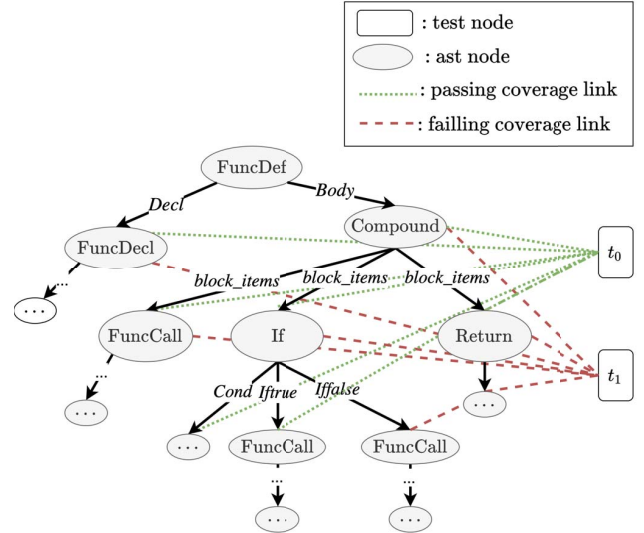 : test node
: ast node
: passing coverage link
: failling coverage link
FuncDef
Decl
Body
FuncDecl
Compound
t0
...
block_items
block_items
block_items
...
FuncCall
If
Return
t1
...
Cond
Iftrue
Iffalse
...
...
...
FuncCall
FuncCall
...
...
...
...